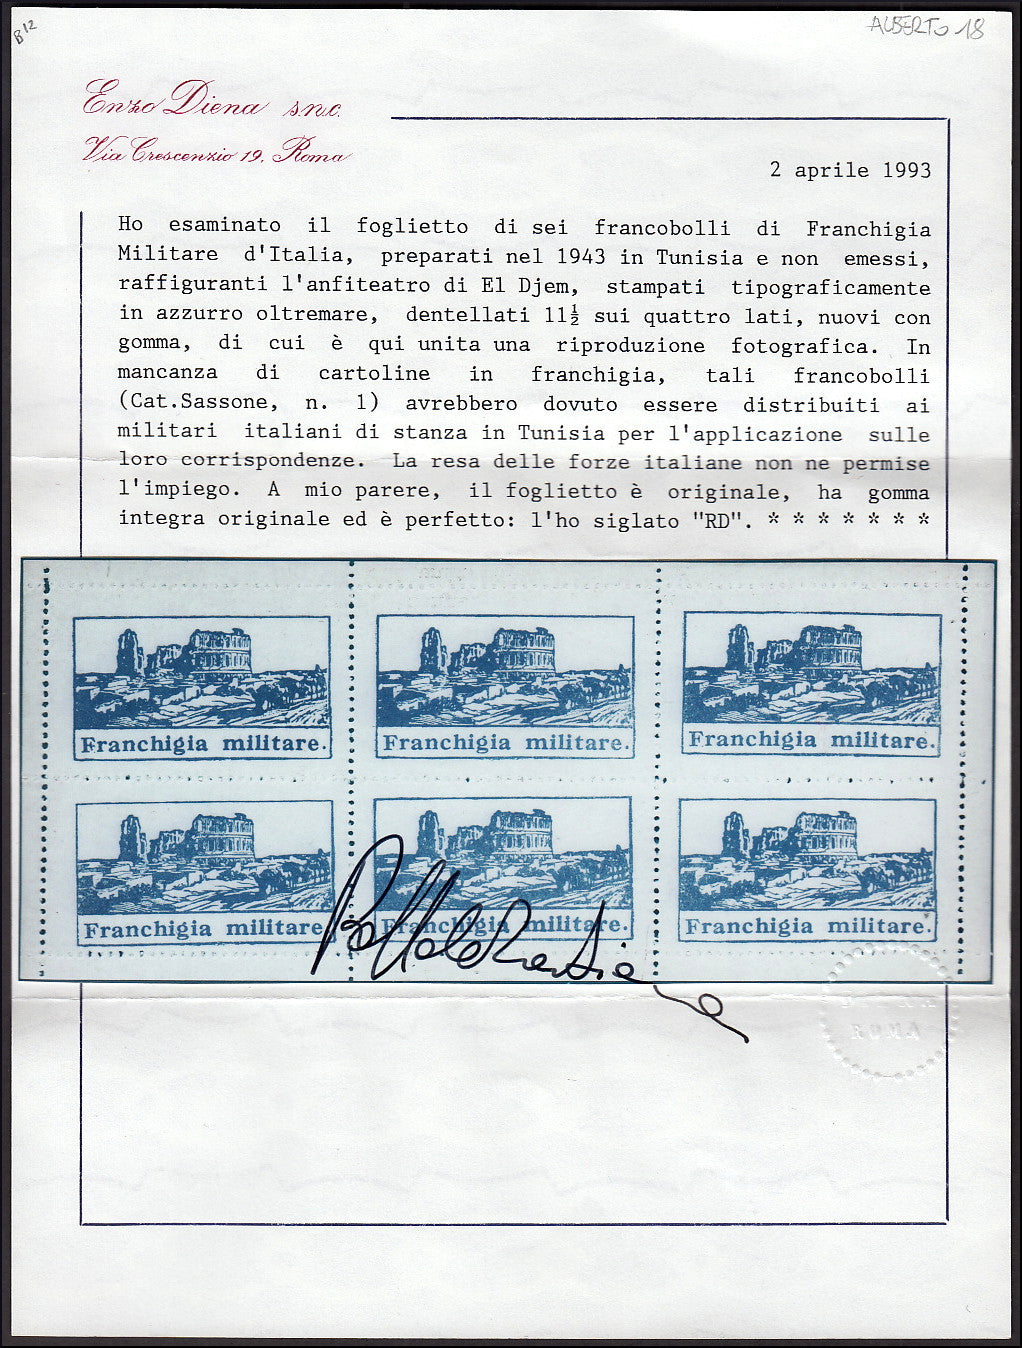 B12
ALBERTO 18
Enzo Diena s.n.c.
Via Crescenzio 19, Roma
2 aprile 1993
Ho esaminato il foglietto di sei francobolli di Franchigia
Militare d'Italia, preparati nel 1943 in Tunisia e non emessi,
raffiguranti l'anfiteatro di El Djem, stampati tipograficamente
in azzurro oltremare, dentellati 11½ sui quattro lati, nuovi con
gomma, di cui è qui unita una riproduzione fotografica. In
mancanza di cartoline in franchigia, tali francobolli
(Cat.Sassone, n. 1) avrebbero dovuto essere distribuiti ai
militari italiani di stanza in Tunisia per l'applicazione sulle
loro corrispondenze. La resa delle forze italiane non ne permise
l'impiego. A mio parere, il foglietto è originale, ha gomma
integra originale ed è perfetto: l'ho siglato "RD". * * * * * * *
Franchigia militare. Franchigia militare. Franchigia militare.
Franchigia militare. Franchigia militare. Franchigia militare.